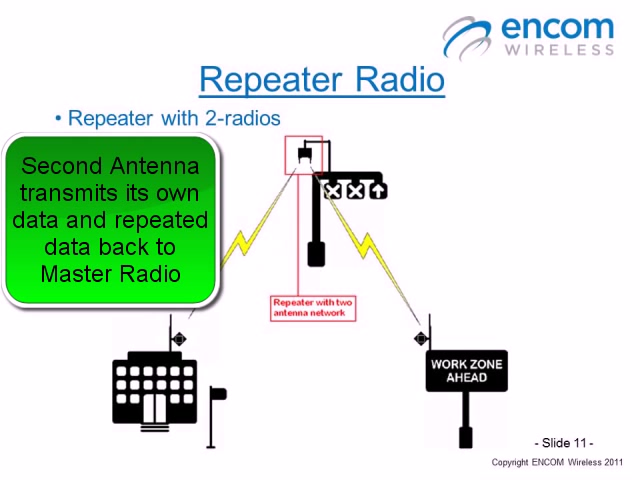 encom
WIRELESS
Repeater Radio
• Repeater with 2-radios
Second Antenna
transmits its own
data and repeated
data back to
Master Radio
Repeater with two
antenna network
WORK ZONE
AHEAD
- Slide 11 -
Copyright ENCOM Wireless 2011